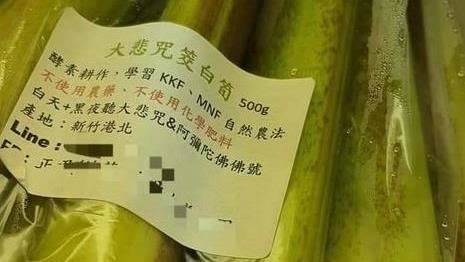 大悲咒筊白筍 500g
酵素耕作，學習 KKF、MNF 自然農法
不使用農藥、不使用化學肥料
白天+黑夜聽大悲咒&阿彌陀佛佛號
產地：新竹港北
Line：